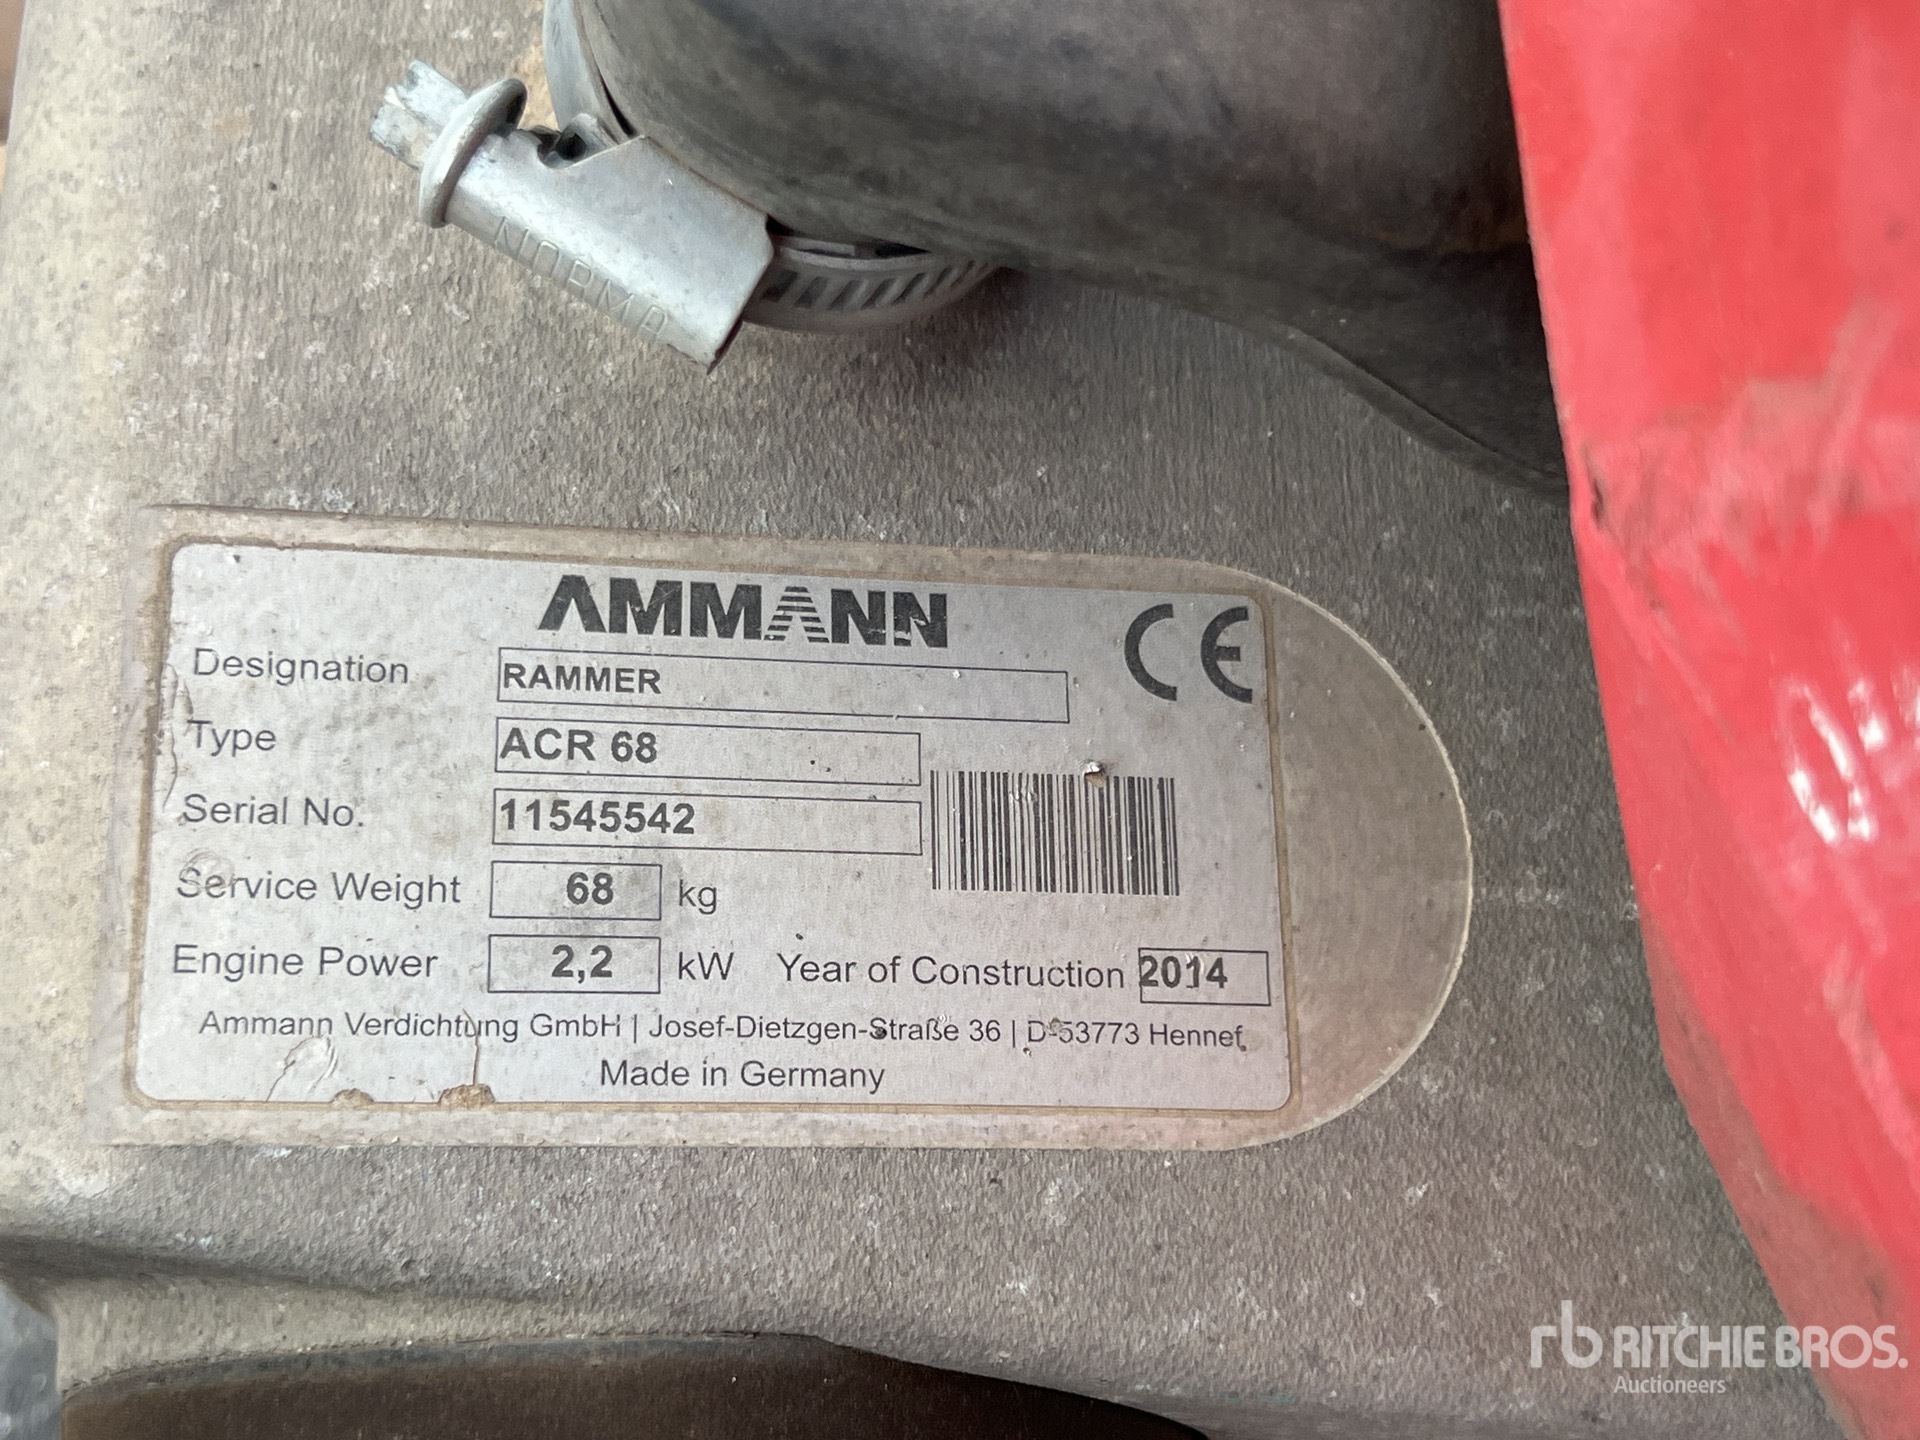 NORMA
AMMANN
CE
Designation RAMMER
Type ACR 68
Serial No. 11545542
Service Weight 68 kg
Engine Power 2,2 kW Year of Construction 2014
Ammann Verdichtung GmbH | Josef-Dietzgen-Straße 36 | D-53773 Hennef
Made in Germany
rb RITCHIE BROS.
Auctioneers